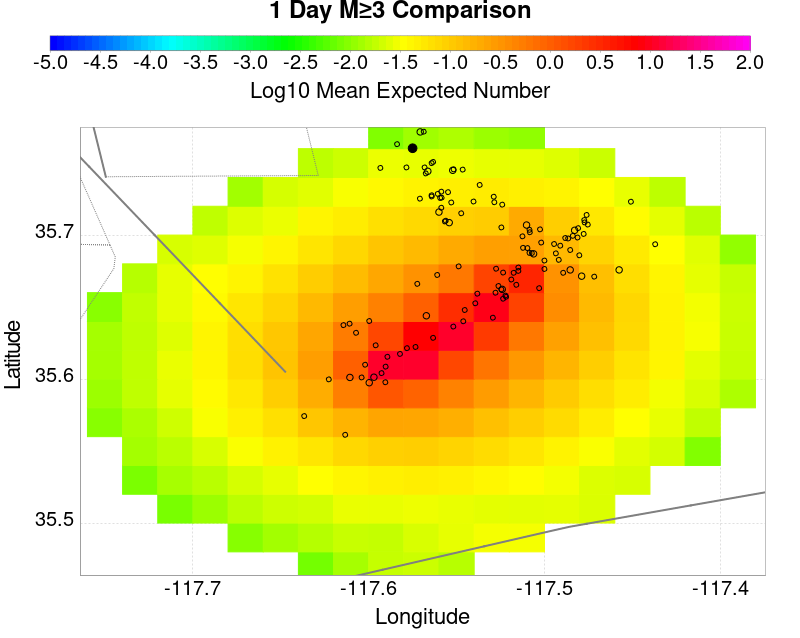 1 Day M≥3 Comparison
-5.0 -4.5 -4.0 -3.5 -3.0 -2.5 -2.0 -1.5 -1.0 -0.5 0.0 0.5 1.0 1.5 2.0
Log10 Mean Expected Number
Latitude
35.7
35.6
35.5
-117.7 -117.6 -117.5 -117.4
Longitude